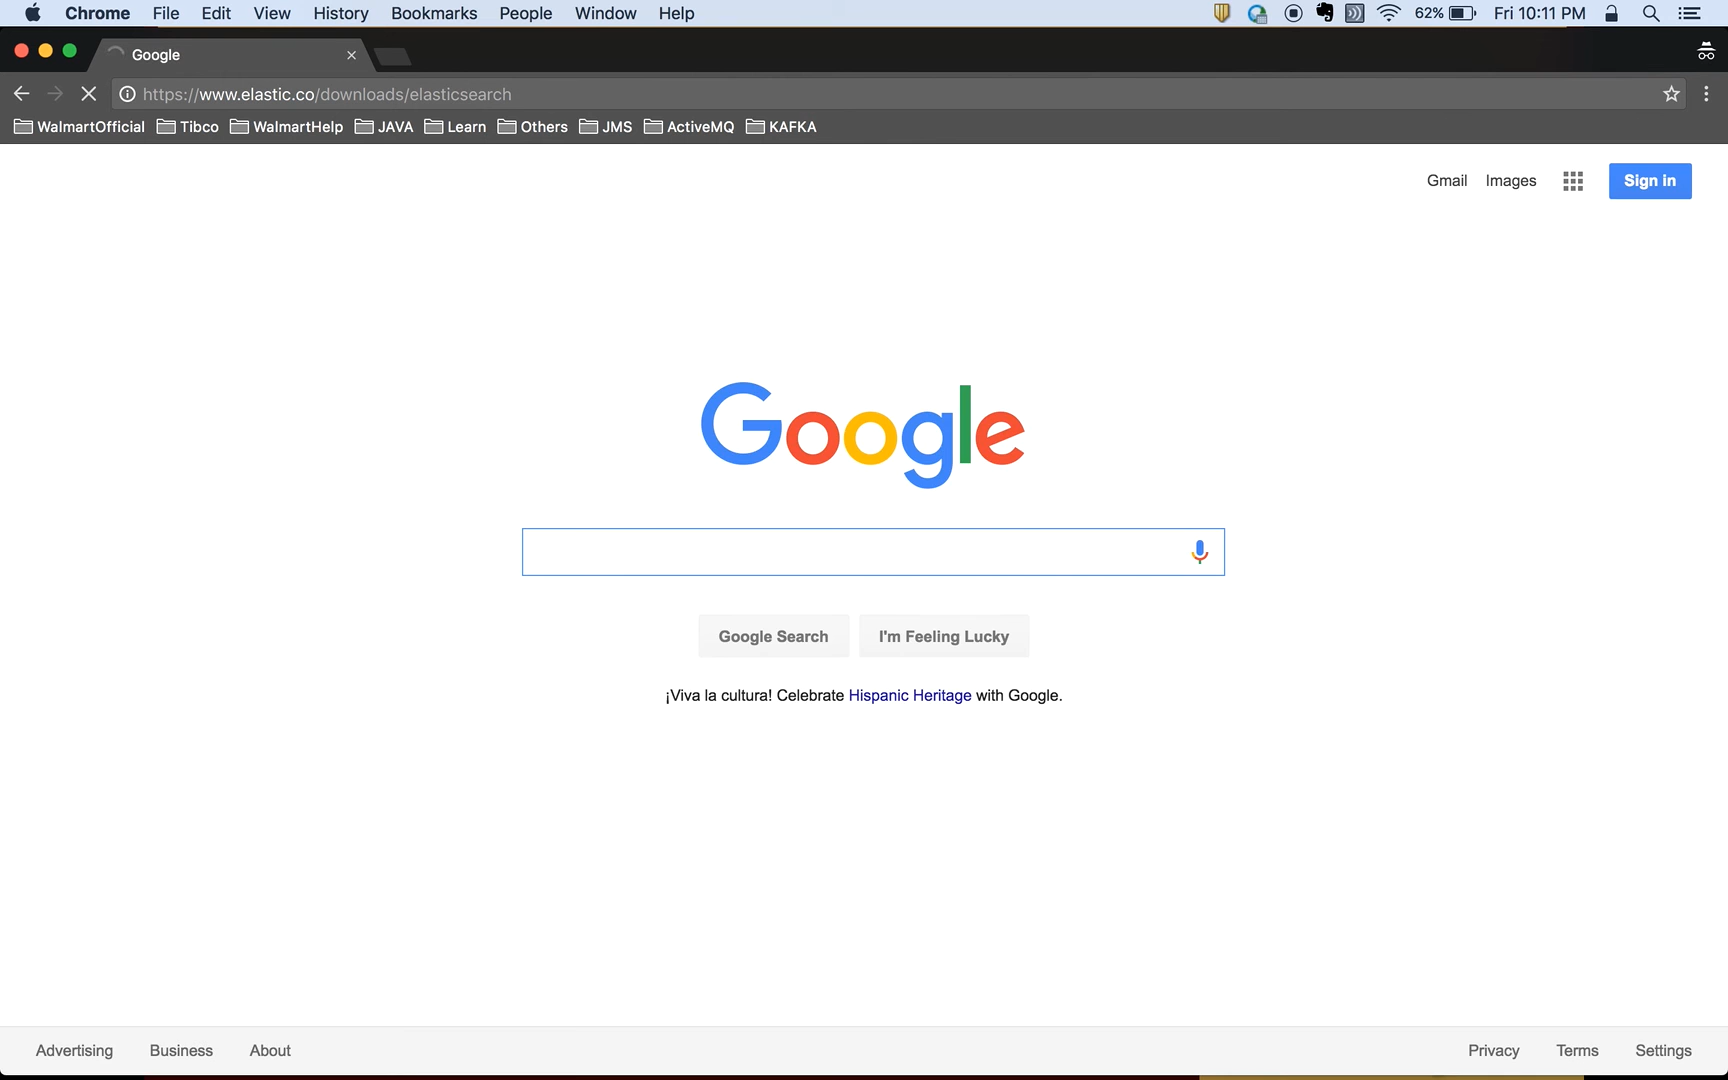 Chrome File Edit View History Bookmarks People Window Help 62% Fri 10:11 PM
Google
https://www.elastic.co/downloads/elasticsearch
WalmartOfficial Tibco WalmartHelp JAVA Learn Others JMS ActiveMQ KAFKA
Gmail Images Sign in
Google
Google Search I'm Feeling Lucky
¡Viva la cultura! Celebrate Hispanic Heritage with Google.
Advertising Business About Privacy Terms Settings